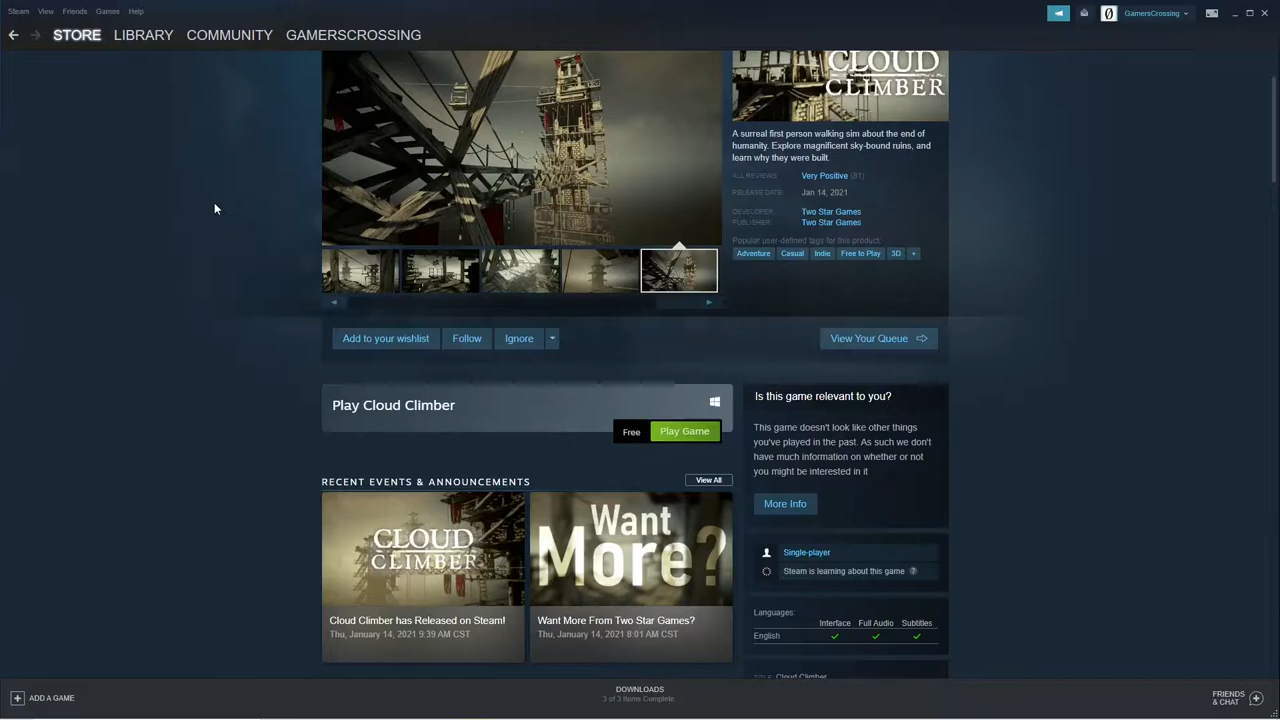 Steam View Friends Games Help
GamersCrossing
STORE LIBRARY COMMUNITY GAMERSCROSSING
CLOUD
CLIMBER
A surreal first person walking sim about the end of
humanity. Explore magnificent sky-bound ruins, and
learn why they were built.
ALL REVIEWS: Very Positive (81)
RELEASE DATE: Jan 14, 2021
DEVELOPER: Two Star Games
PUBLISHER: Two Star Games
Popular user-defined tags for this product:
Adventure Casual Indie Free to Play 3D +
Add to your wishlist Follow Ignore View Your Queue
Play Cloud Climber
Free Play Game
Is this game relevant to you?
This game doesn't look like other things
you've played in the past. As such we don't
have much information on whether or not
you might be interested in it
More Info
RECENT EVENTS & ANNOUNCEMENTS View All
CLOUD
CLIMBER
Cloud Climber has Released on Steam!
Thu, January 14, 2021 9:39 AM CST
Want
More?
Want More From Two Star Games?
Thu, January 14, 2021 8:01 AM CST
Single-player
Steam is learning about this game ?
Languages:
Interface Full Audio Subtitles
English
TITLE: Cloud Climber
ADD A GAME
DOWNLOADS
3 of 3 Items Complete
FRIENDS
& CHAT